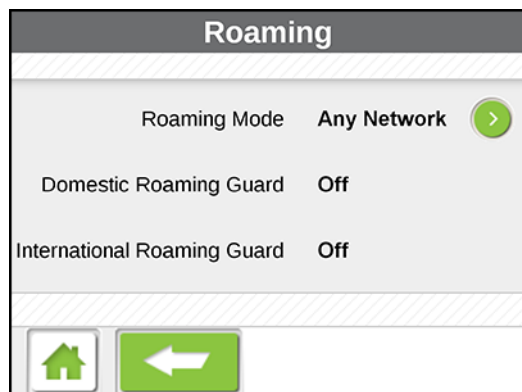 Roaming
Roaming Mode Any Network
Domestic Roaming Guard Off
International Roaming Guard Off